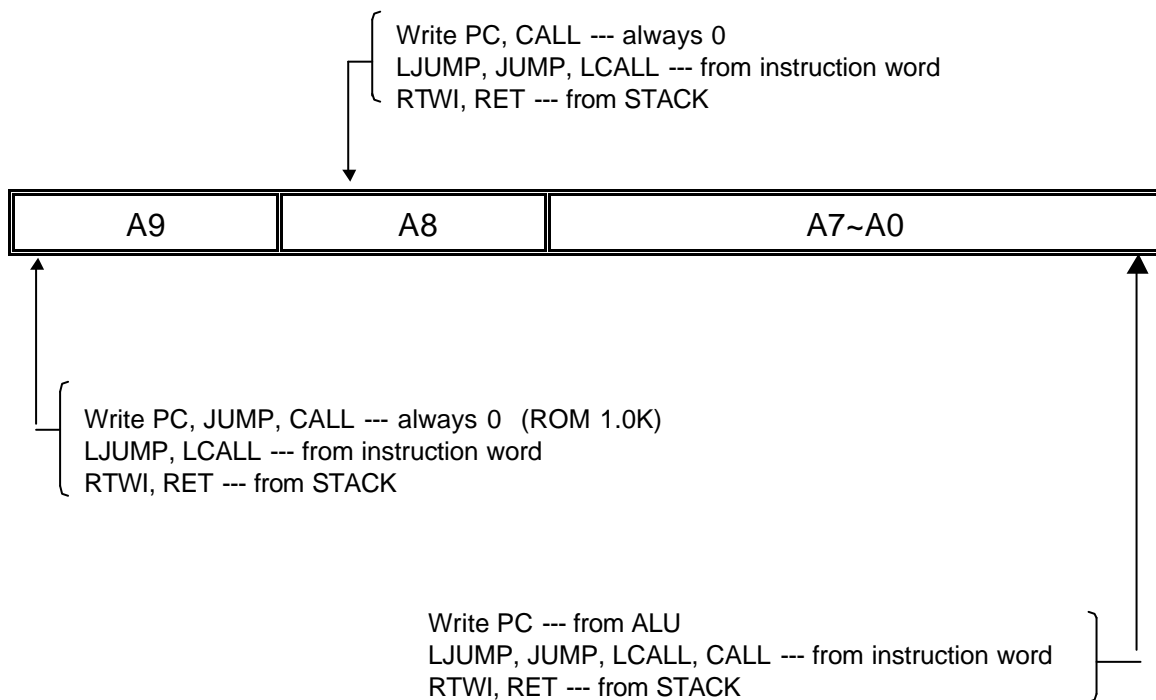 Write PC, CALL --- always 0
LJUMP, JUMP, LCALL --- from instruction word
RTWI, RET --- from STACK
A9 A8 A7~A0
Write PC, JUMP, CALL --- always 0 (ROM 1.0K)
LJUMP, LCALL --- from instruction word
RTWI, RET --- from STACK
Write PC --- from ALU
LJUMP, JUMP, LCALL, CALL --- from instruction word
RTWI, RET --- from STACK